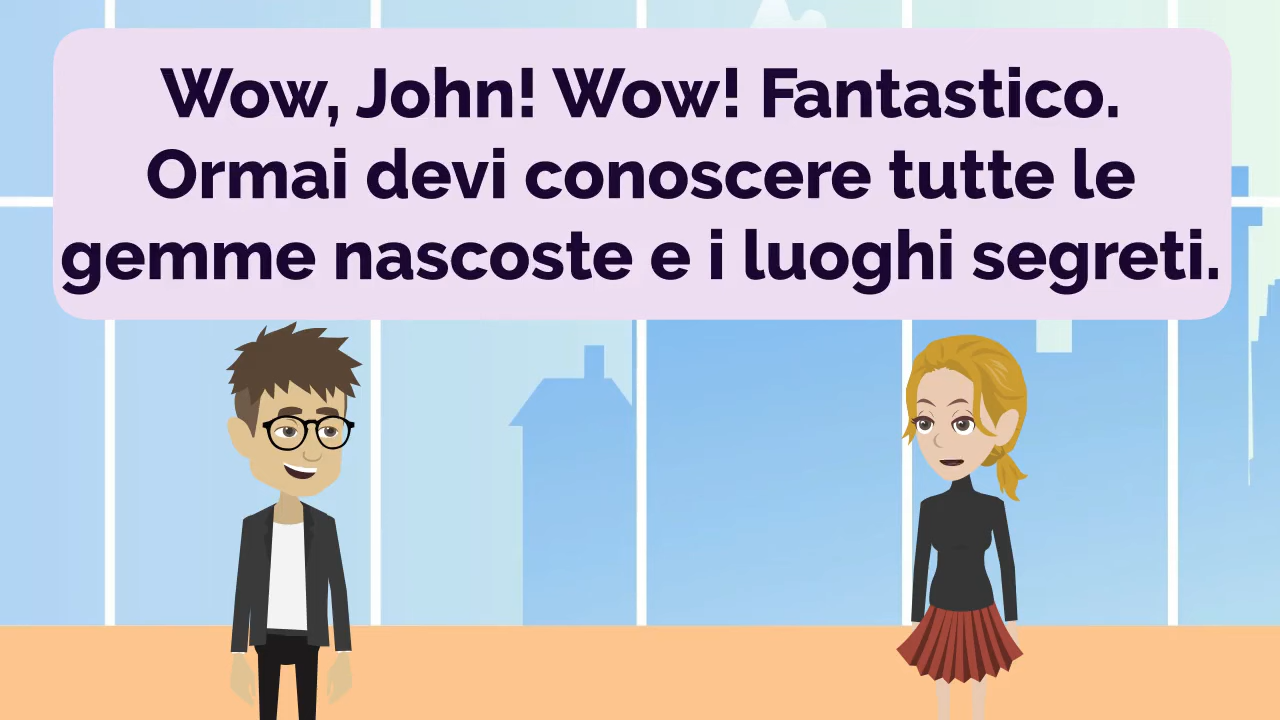 Wow, John! Wow! Fantastico.
Ormai devi conoscere tutte le
gemme nascoste e i luoghi segreti.